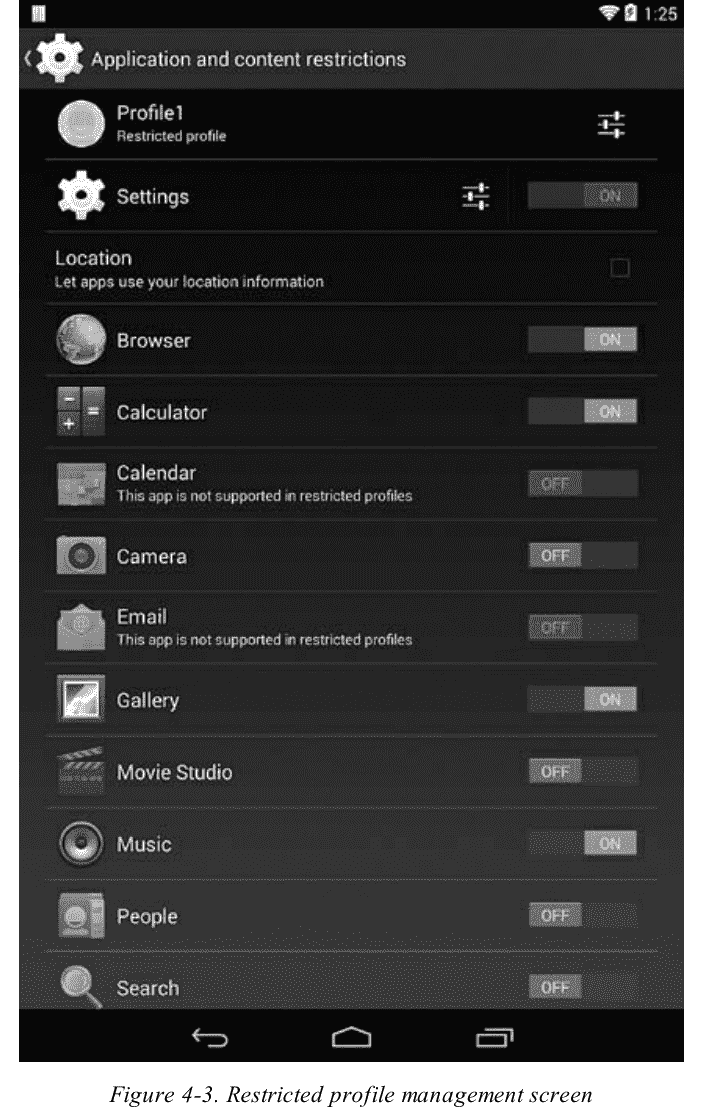 1:25
Application and content restrictions
Profile1
Restricted profile
Settings
ON
Location
Let apps use your location information
Browser
ON
Calculator
ON
Calendar
This app is not supported in restricted profiles
OFF
Camera
OFF
Email
This app is not supported in restricted profiles
OFF
Gallery
ON
Movie Studio
OFF
Music
ON
People
OFF
Search
OFF
Figure 4-3. Restricted profile management screen